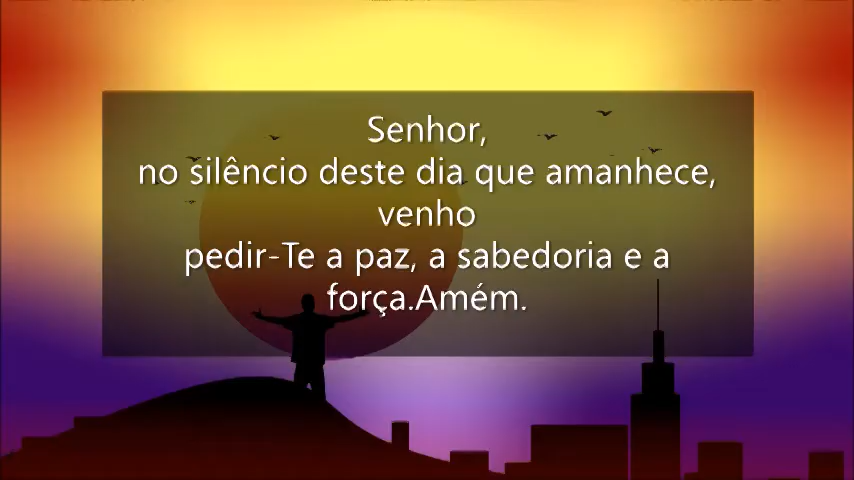 Senhor,
no silêncio deste dia que amanhece,
venho
pedir-Te a paz, a sabedoria e a
força.Amém.